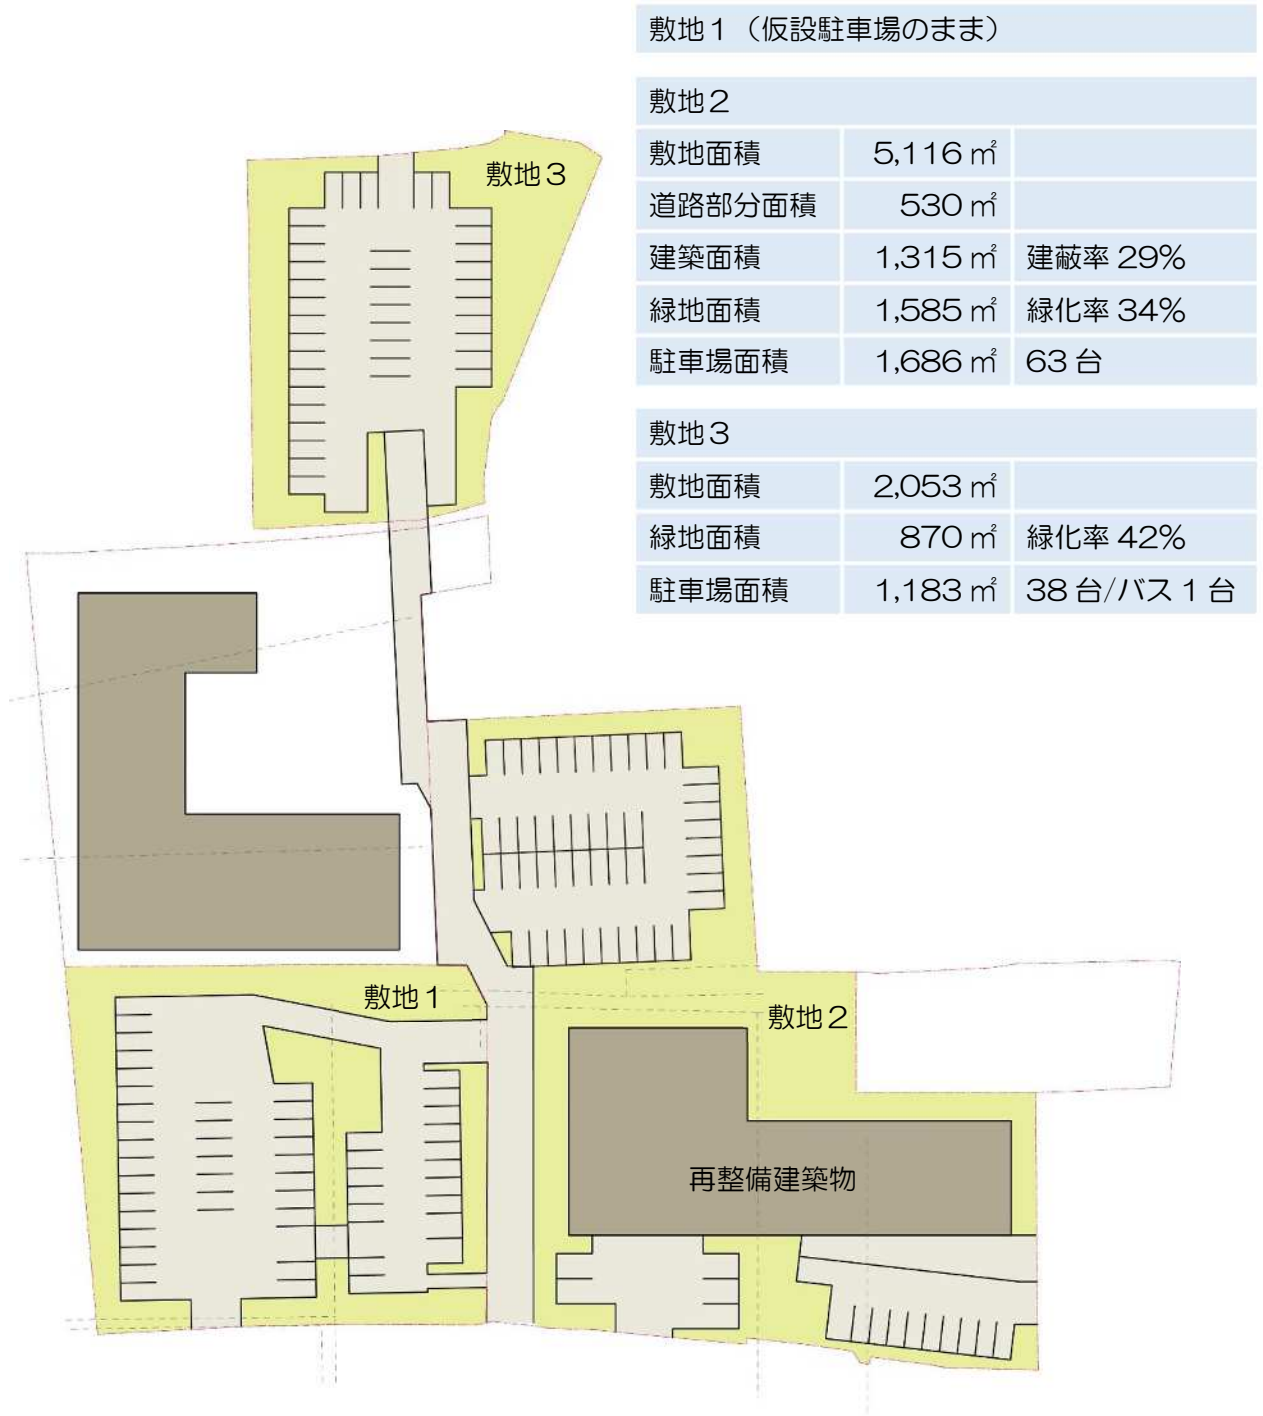 敷地1（仮設駐車場のまま）
敷地2
敷地面積 5,116㎡
道路部分面積 530㎡
建築面積 1,315㎡ 建蔽率 29%
緑地面積 1,585㎡ 緑化率 34%
駐車場面積 1,686㎡ 63台
敷地3
敷地面積 2,053㎡
緑地面積 870㎡ 緑化率 42%
駐車場面積 1,183㎡ 38台/バス1台
敷地3
敷地1
敷地2
再整備建築物